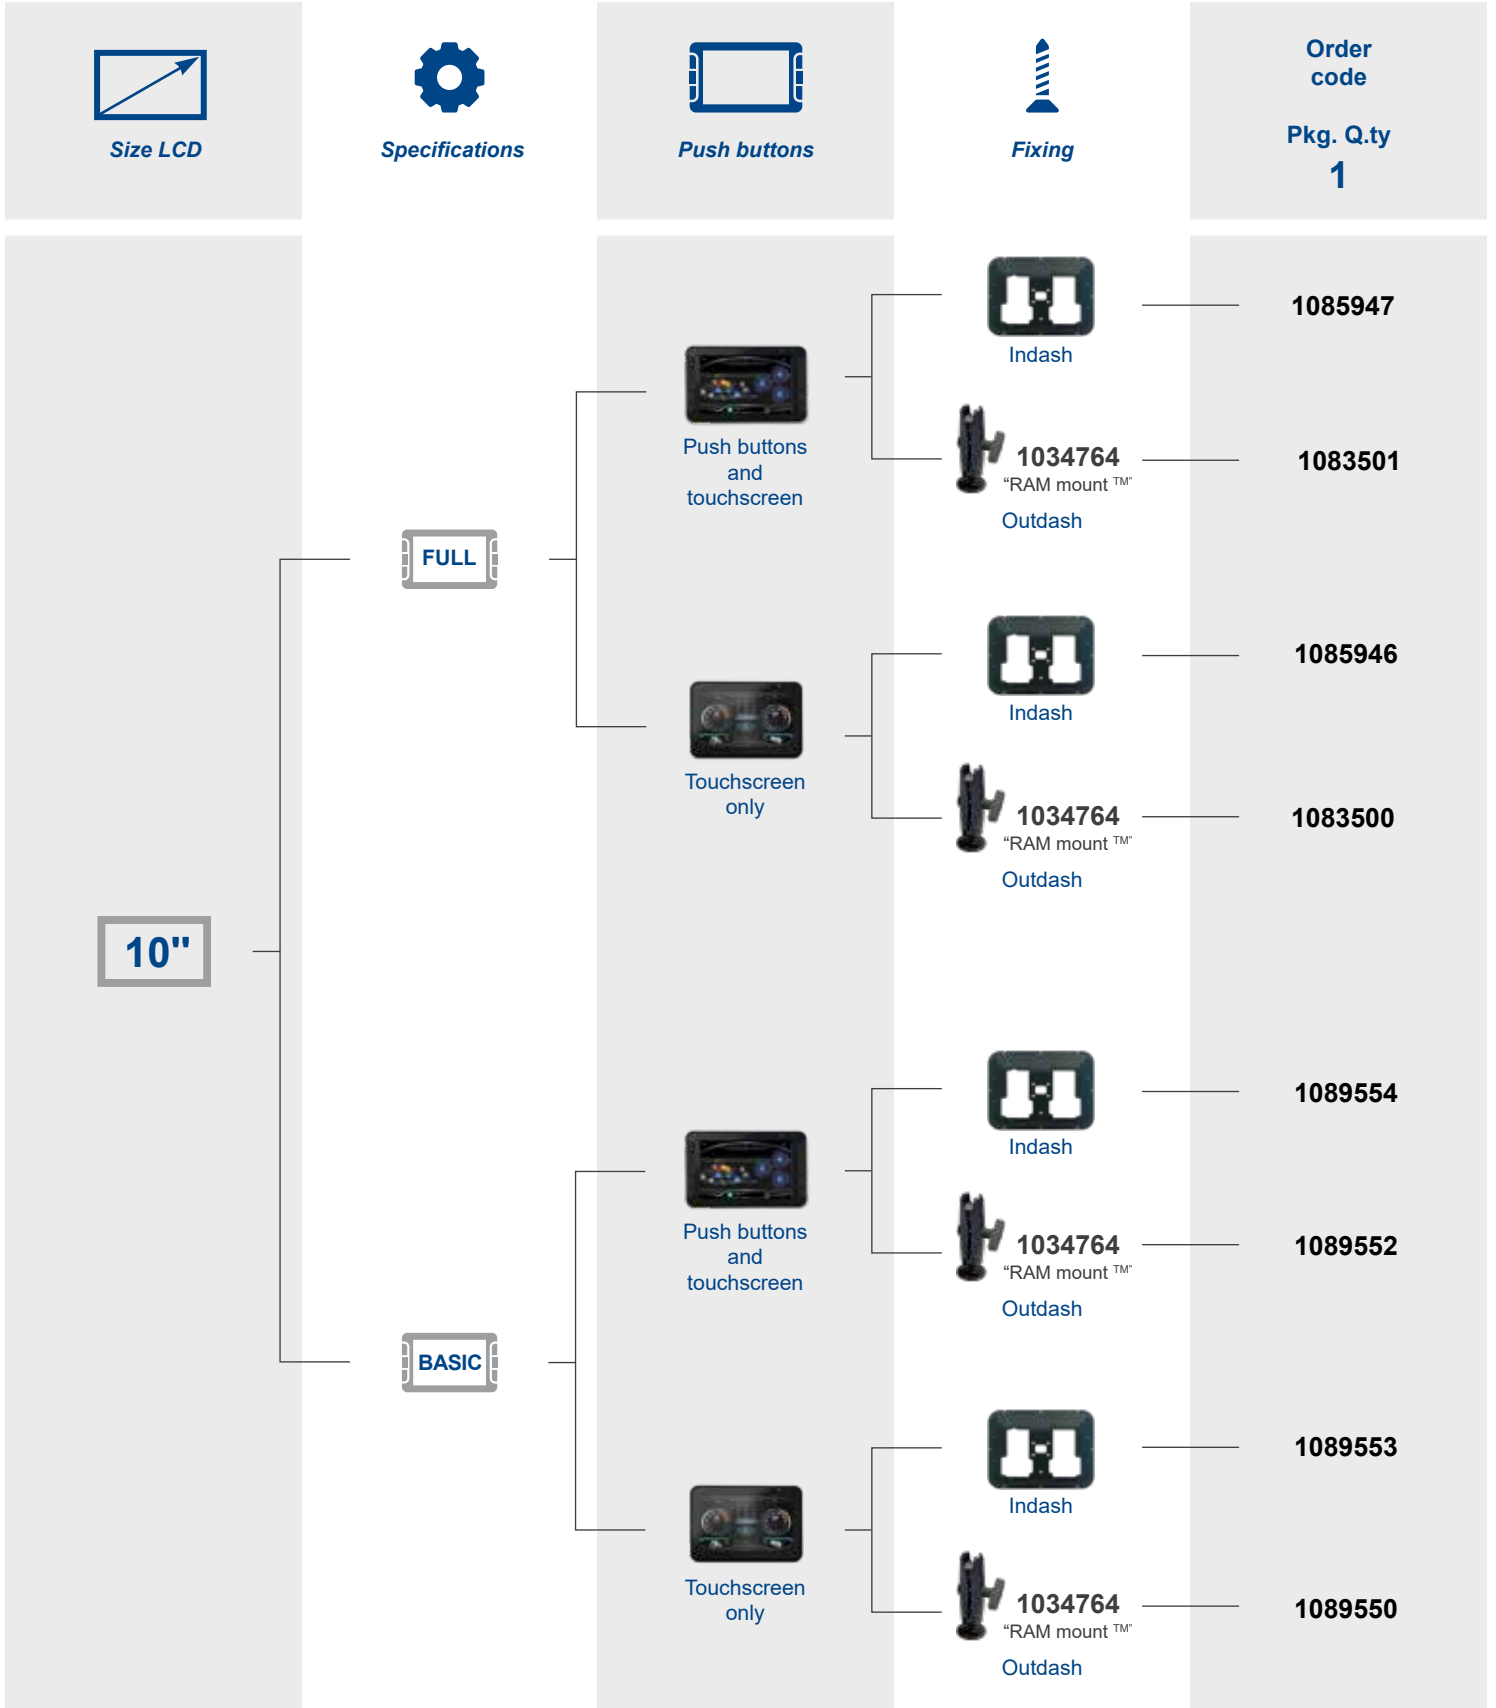 Size LCD
Specifications
Push buttons
Fixing
Order
code
Pkg. Q.ty
1
10"
FULL
Push buttons
and
touchscreen
Indash
1085947
1034764
“RAM mount ™”
Outdash
1083501
Touchscreen
only
Indash
1085946
1034764
“RAM mount ™”
Outdash
1083500
BASIC
Push buttons
and
touchscreen
Indash
1089554
1034764
“RAM mount ™”
Outdash
1089552
Touchscreen
only
Indash
1089553
1034764
“RAM mount ™”
Outdash
1089550